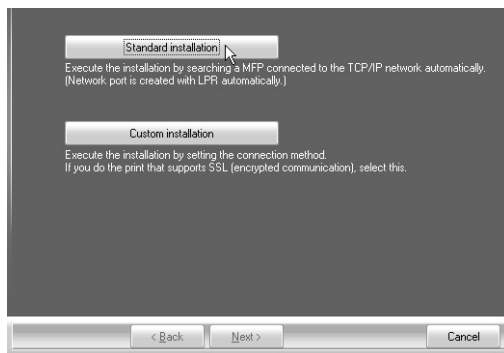 Standard installation
Execute the installation by searching a MFP connected to the TCP/IP network automatically.
(Network port is created with LPR automatically.)
Custom installation
Execute the installation by setting the connection method.
If you do the print that supports SSL (encrypted communication), select this.
< Back
Next >
Cancel